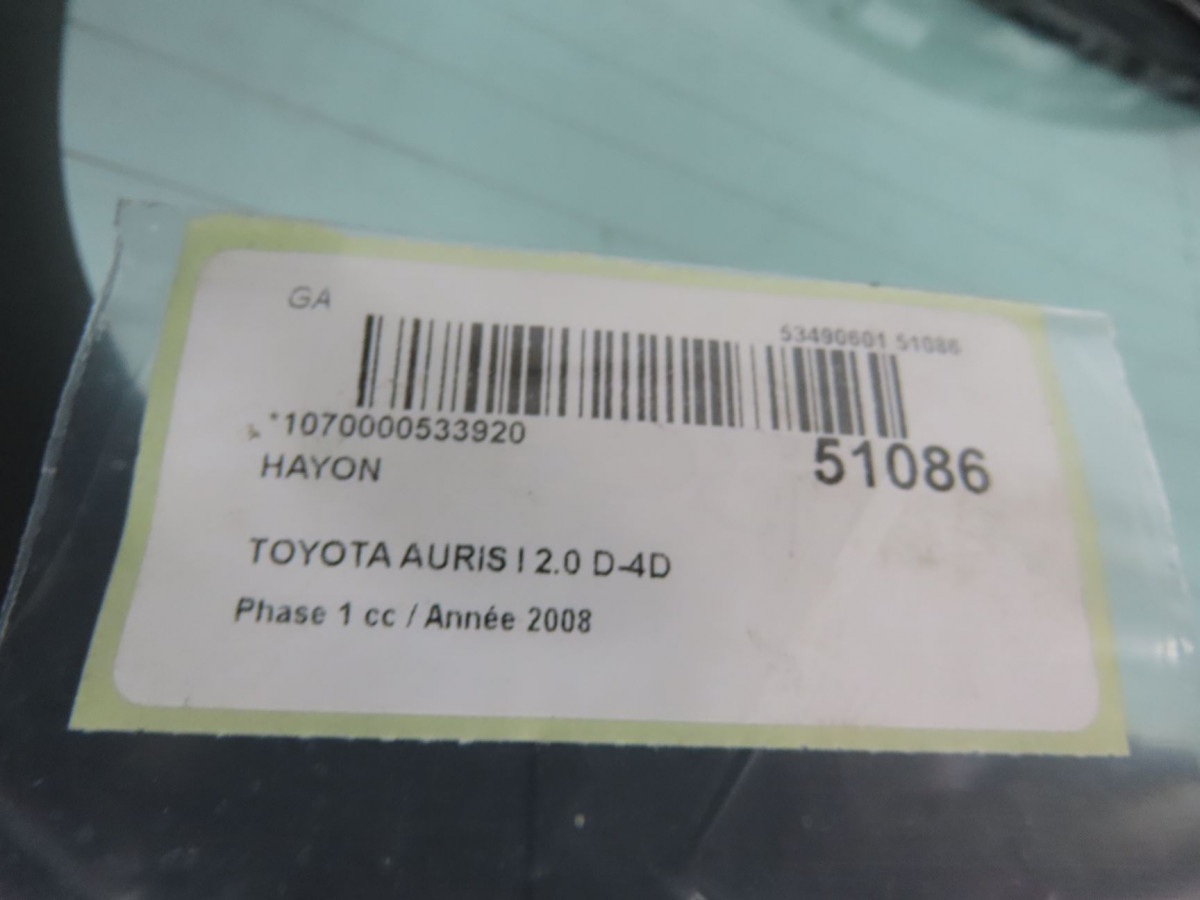 GA
53490601 51086
*1070000533920
51086
HAYON
TOYOTA AURIS I 2.0 D-4D
Phase 1 cc / Année 2008